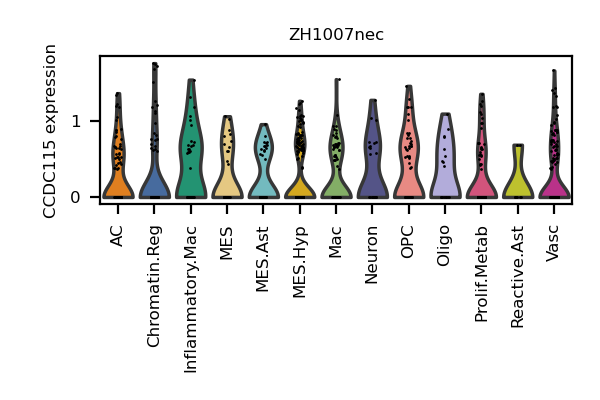 ZH1007nec
CCDC115 expression
1
0
AC
Chromatin.Reg
Inflammatory.Mac
MES
MES.Ast
MES.Hyp
Mac
Neuron
OPC
Oligo
Prolif.Metab
Reactive.Ast
Vasc